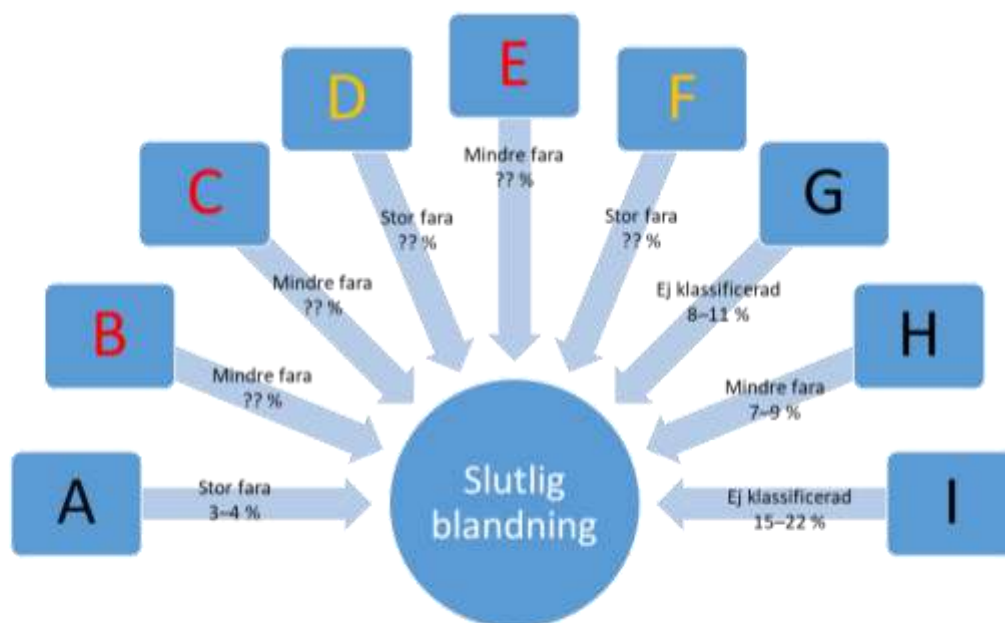 E
Mindre fara
?? %
D
Stor fara
?? %
F
Stor fara
?? %
C
Mindre fara
?? %
G
Ej klassificerad
8–11 %
B
Mindre fara
?? %
H
Mindre fara
7–9 %
A
Stor fara
3–4 %
I
Ej klassificerad
15–22 %
Slutlig
blandning